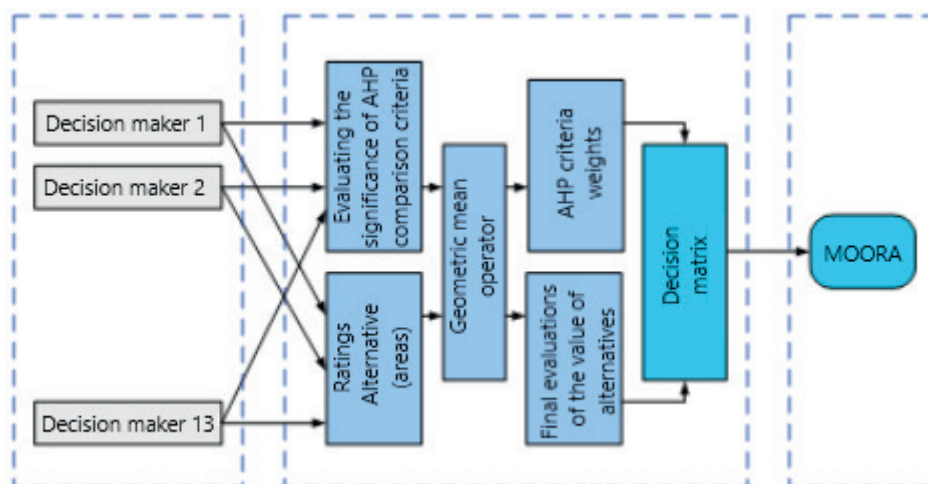 Decision maker 1
Decision maker 2
Decision maker 13
Evaluating the
significance of AHP
comparison criteria
Ratings
Alternative
(areas)
Geometric mean
operator
AHP criteria
weights
Final evaluations
of the value of
alternatives
Decision
matrix
MOORA